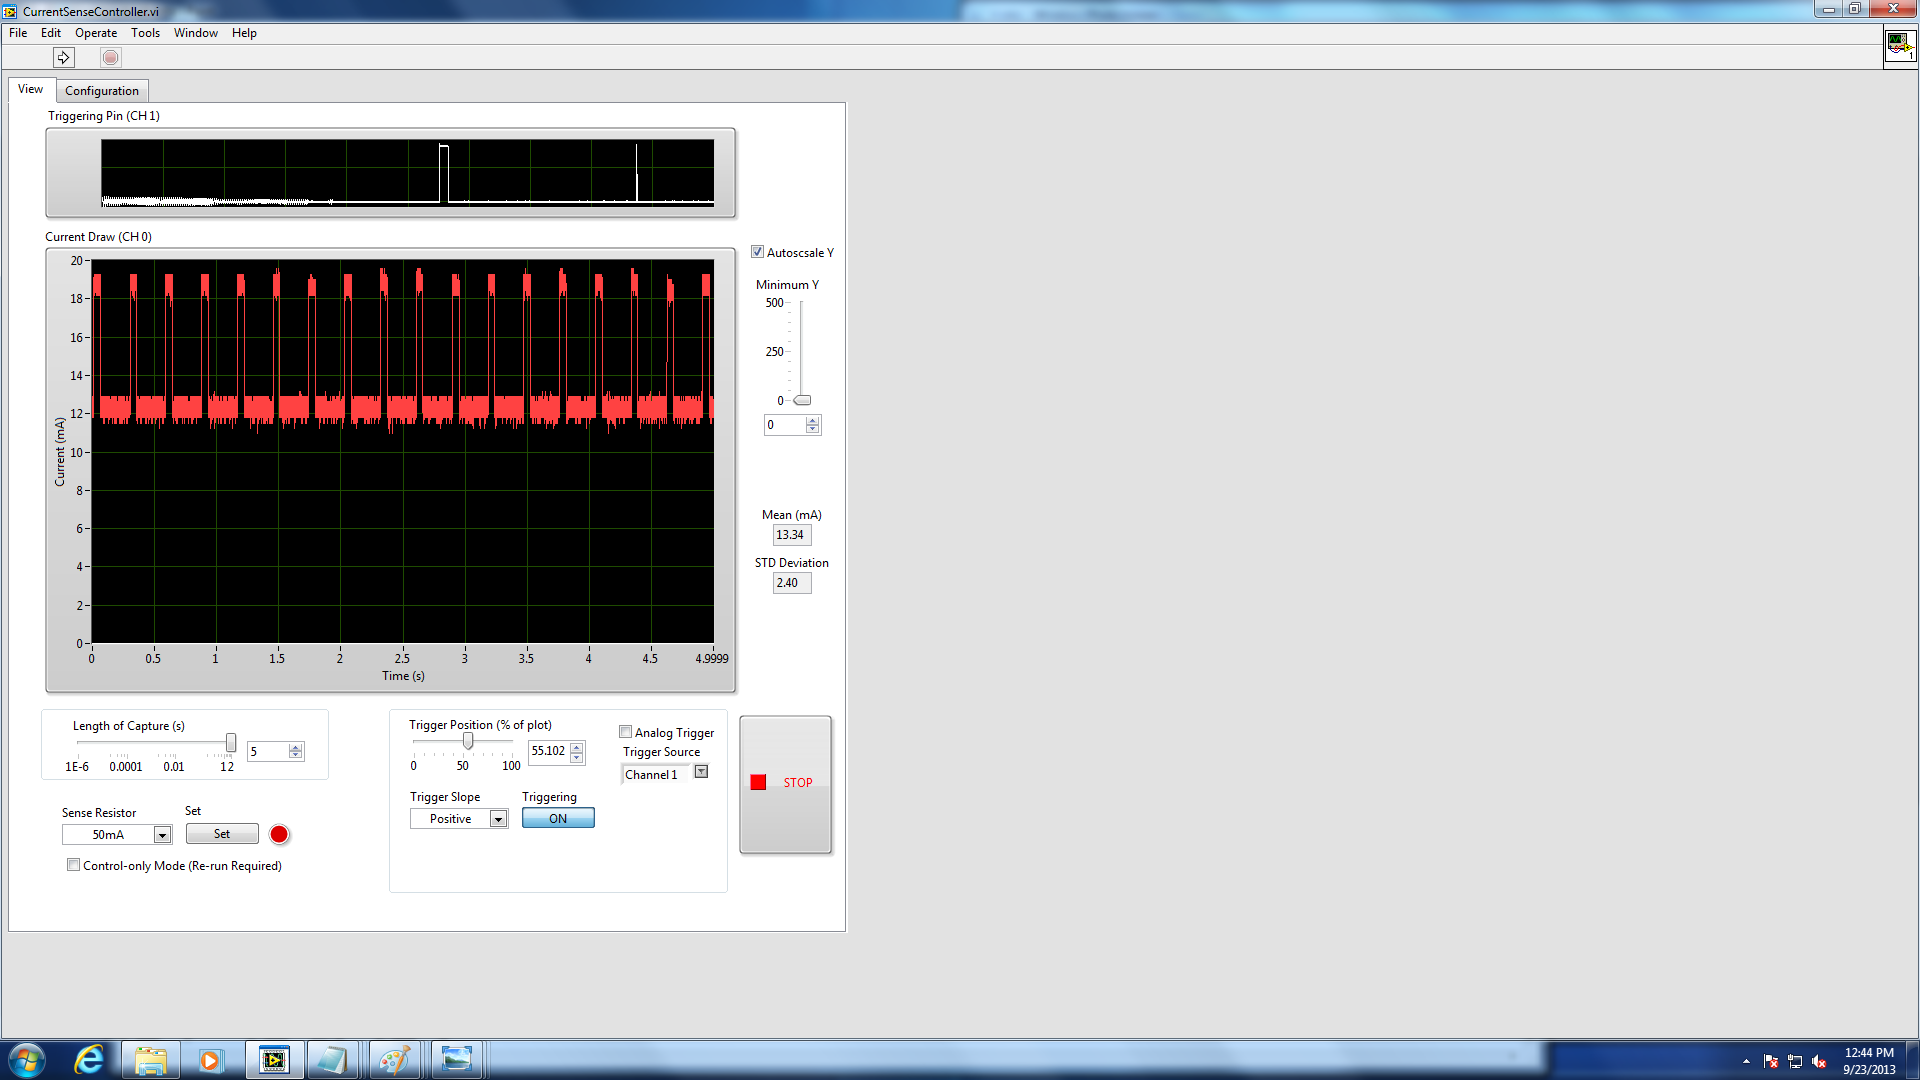 CurrentSenseController.vi
File Edit Operate Tools Window Help
1
View Configuration
Triggering Pin (CH 1)
Current Draw (CH 0)
20
18
16
14
12
10
8
6
4
2
0
Current (mA)
0 0.5 1 1.5 2 2.5 3 3.5 4 4.5 4.9999
Time (s)
Autoscsale Y
Minimum Y
500
250
0
0
Mean (mA)
13.34
STD Deviation
2.40
Length of Capture (s)
5
1E-6 0.0001 0.01 12
Sense Resistor
50mA
Set
Set
Control-only Mode (Re-run Required)
Trigger Position (% of plot)
55.102
0 50 100
Analog Trigger
Trigger Source
Channel 1
Trigger Slope
Positive
Triggering
ON
STOP
12:44 PM
9/23/2013